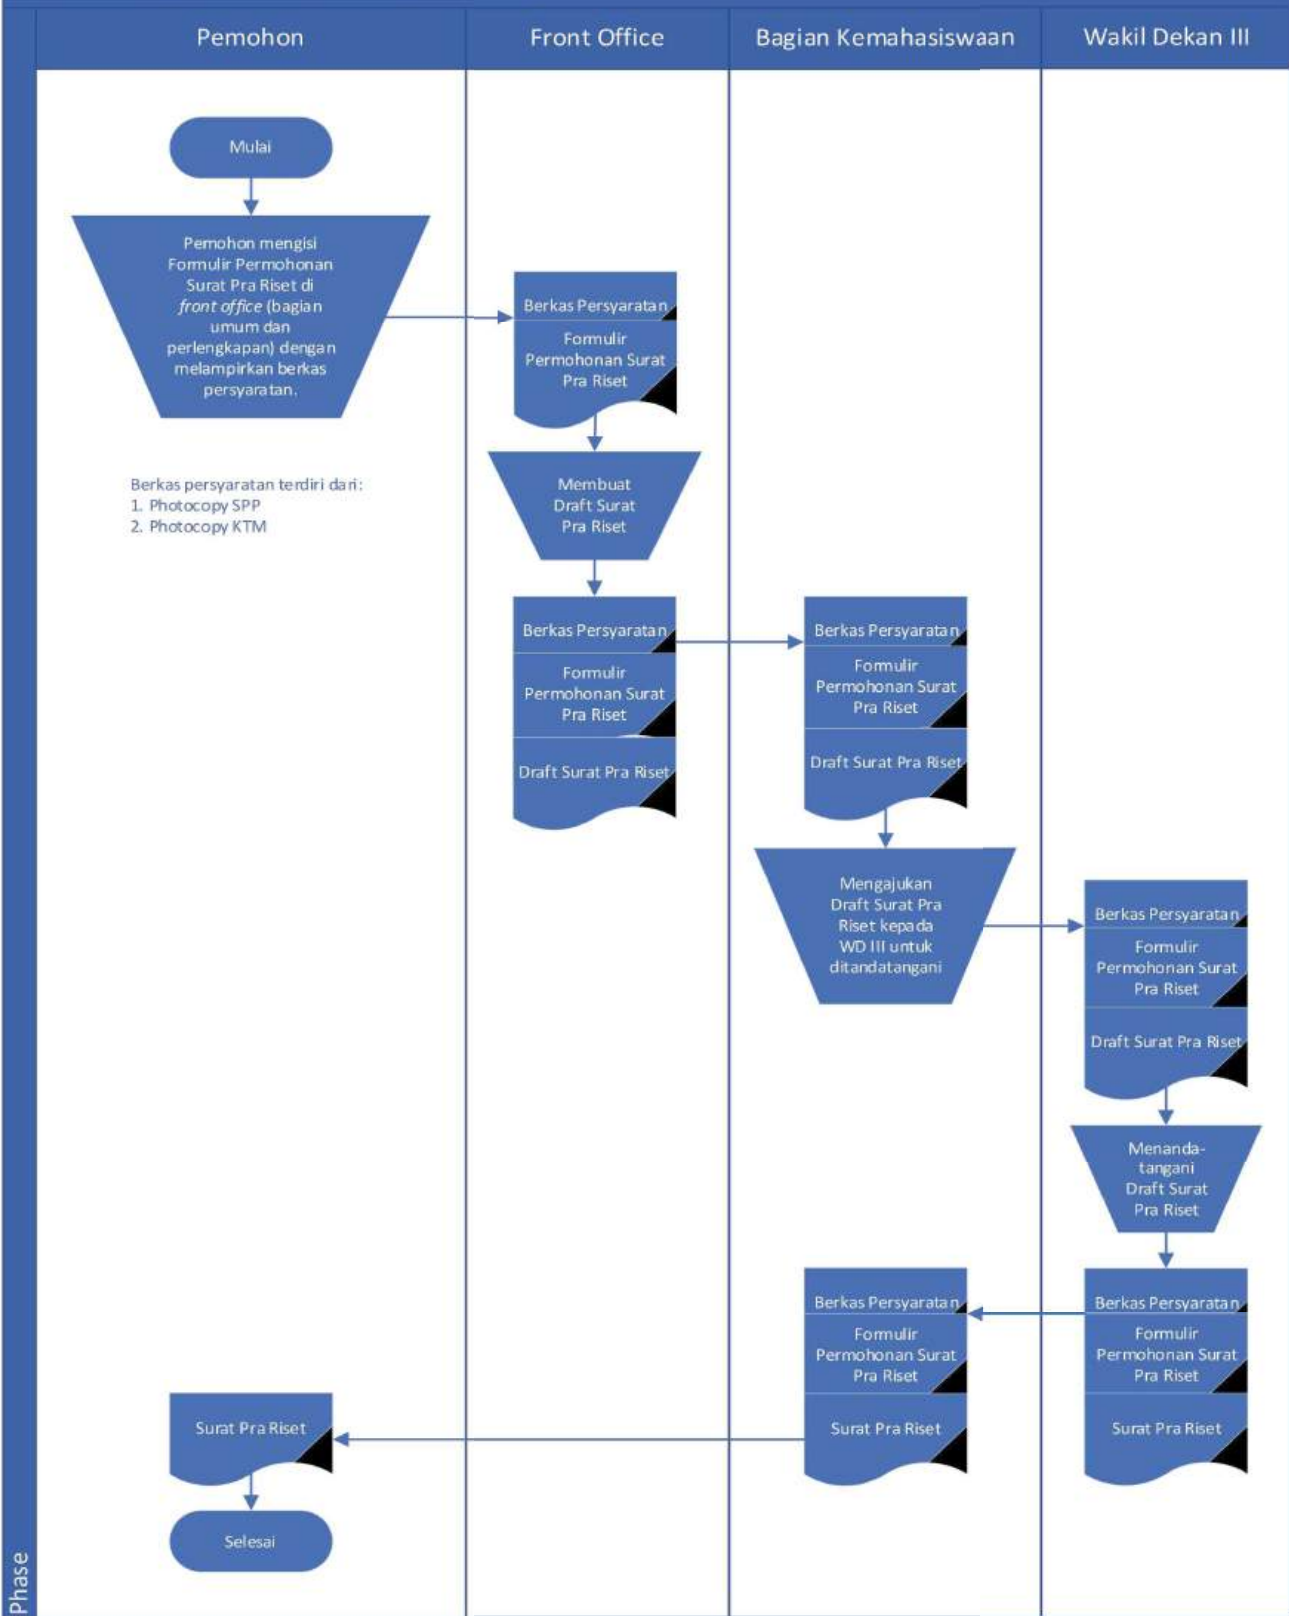 Pemohon
Front Office
Bagian Kemahasiswaan
Wakil Dekan III
Mulai
Pemohon mengisi
Formulir Permohonan
Surat Pra Riset di
front office (bagian
umum dan
perlengkapan) dengan
melampirkan berkas
persyaratan.
Berkas persyaratan terdiri dari:
1. Photocopy SPP
2. Photocopy KTM
Berkas Persyaratan
Formulir
Permohonan Surat
Pra Riset
Membuat
Draft Surat
Pra Riset
Berkas Persyaratan
Formulir
Permohonan Surat
Pra Riset
Draft Surat Pra Riset
Berkas Persyaratan
Formulir
Permohonan Surat
Pra Riset
Draft Surat Pra Riset
Mengajukan
Draft Surat Pra
Riset kepada
WD III untuk
ditandatangani
Berkas Persyaratan
Formulir
Permohonan Surat
Pra Riset
Draft Surat Pra Riset
Menanda-
tangani
Draft Surat
Pra Riset
Berkas Persyaratan
Formulir
Permohonan Surat
Pra Riset
Surat Pra Riset
Berkas Persyaratan
Formulir
Permohonan Surat
Pra Riset
Surat Pra Riset
Surat Pra Riset
Selesai
Phase